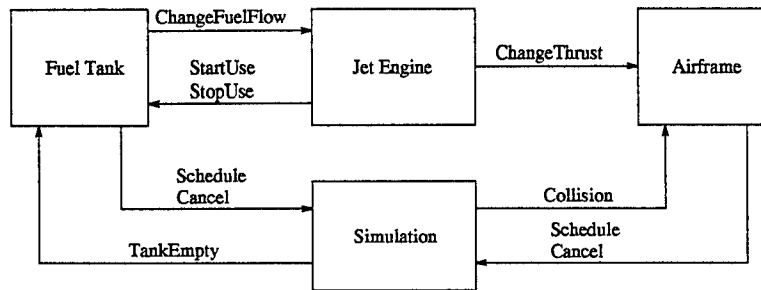 ChangeFuelFlow
Fuel Tank
StartUse
StopUse
Jet Engine
ChangeThrust
Airframe
Schedule
Cancel
TankEmpty
Simulation
Collision
Schedule
Cancel